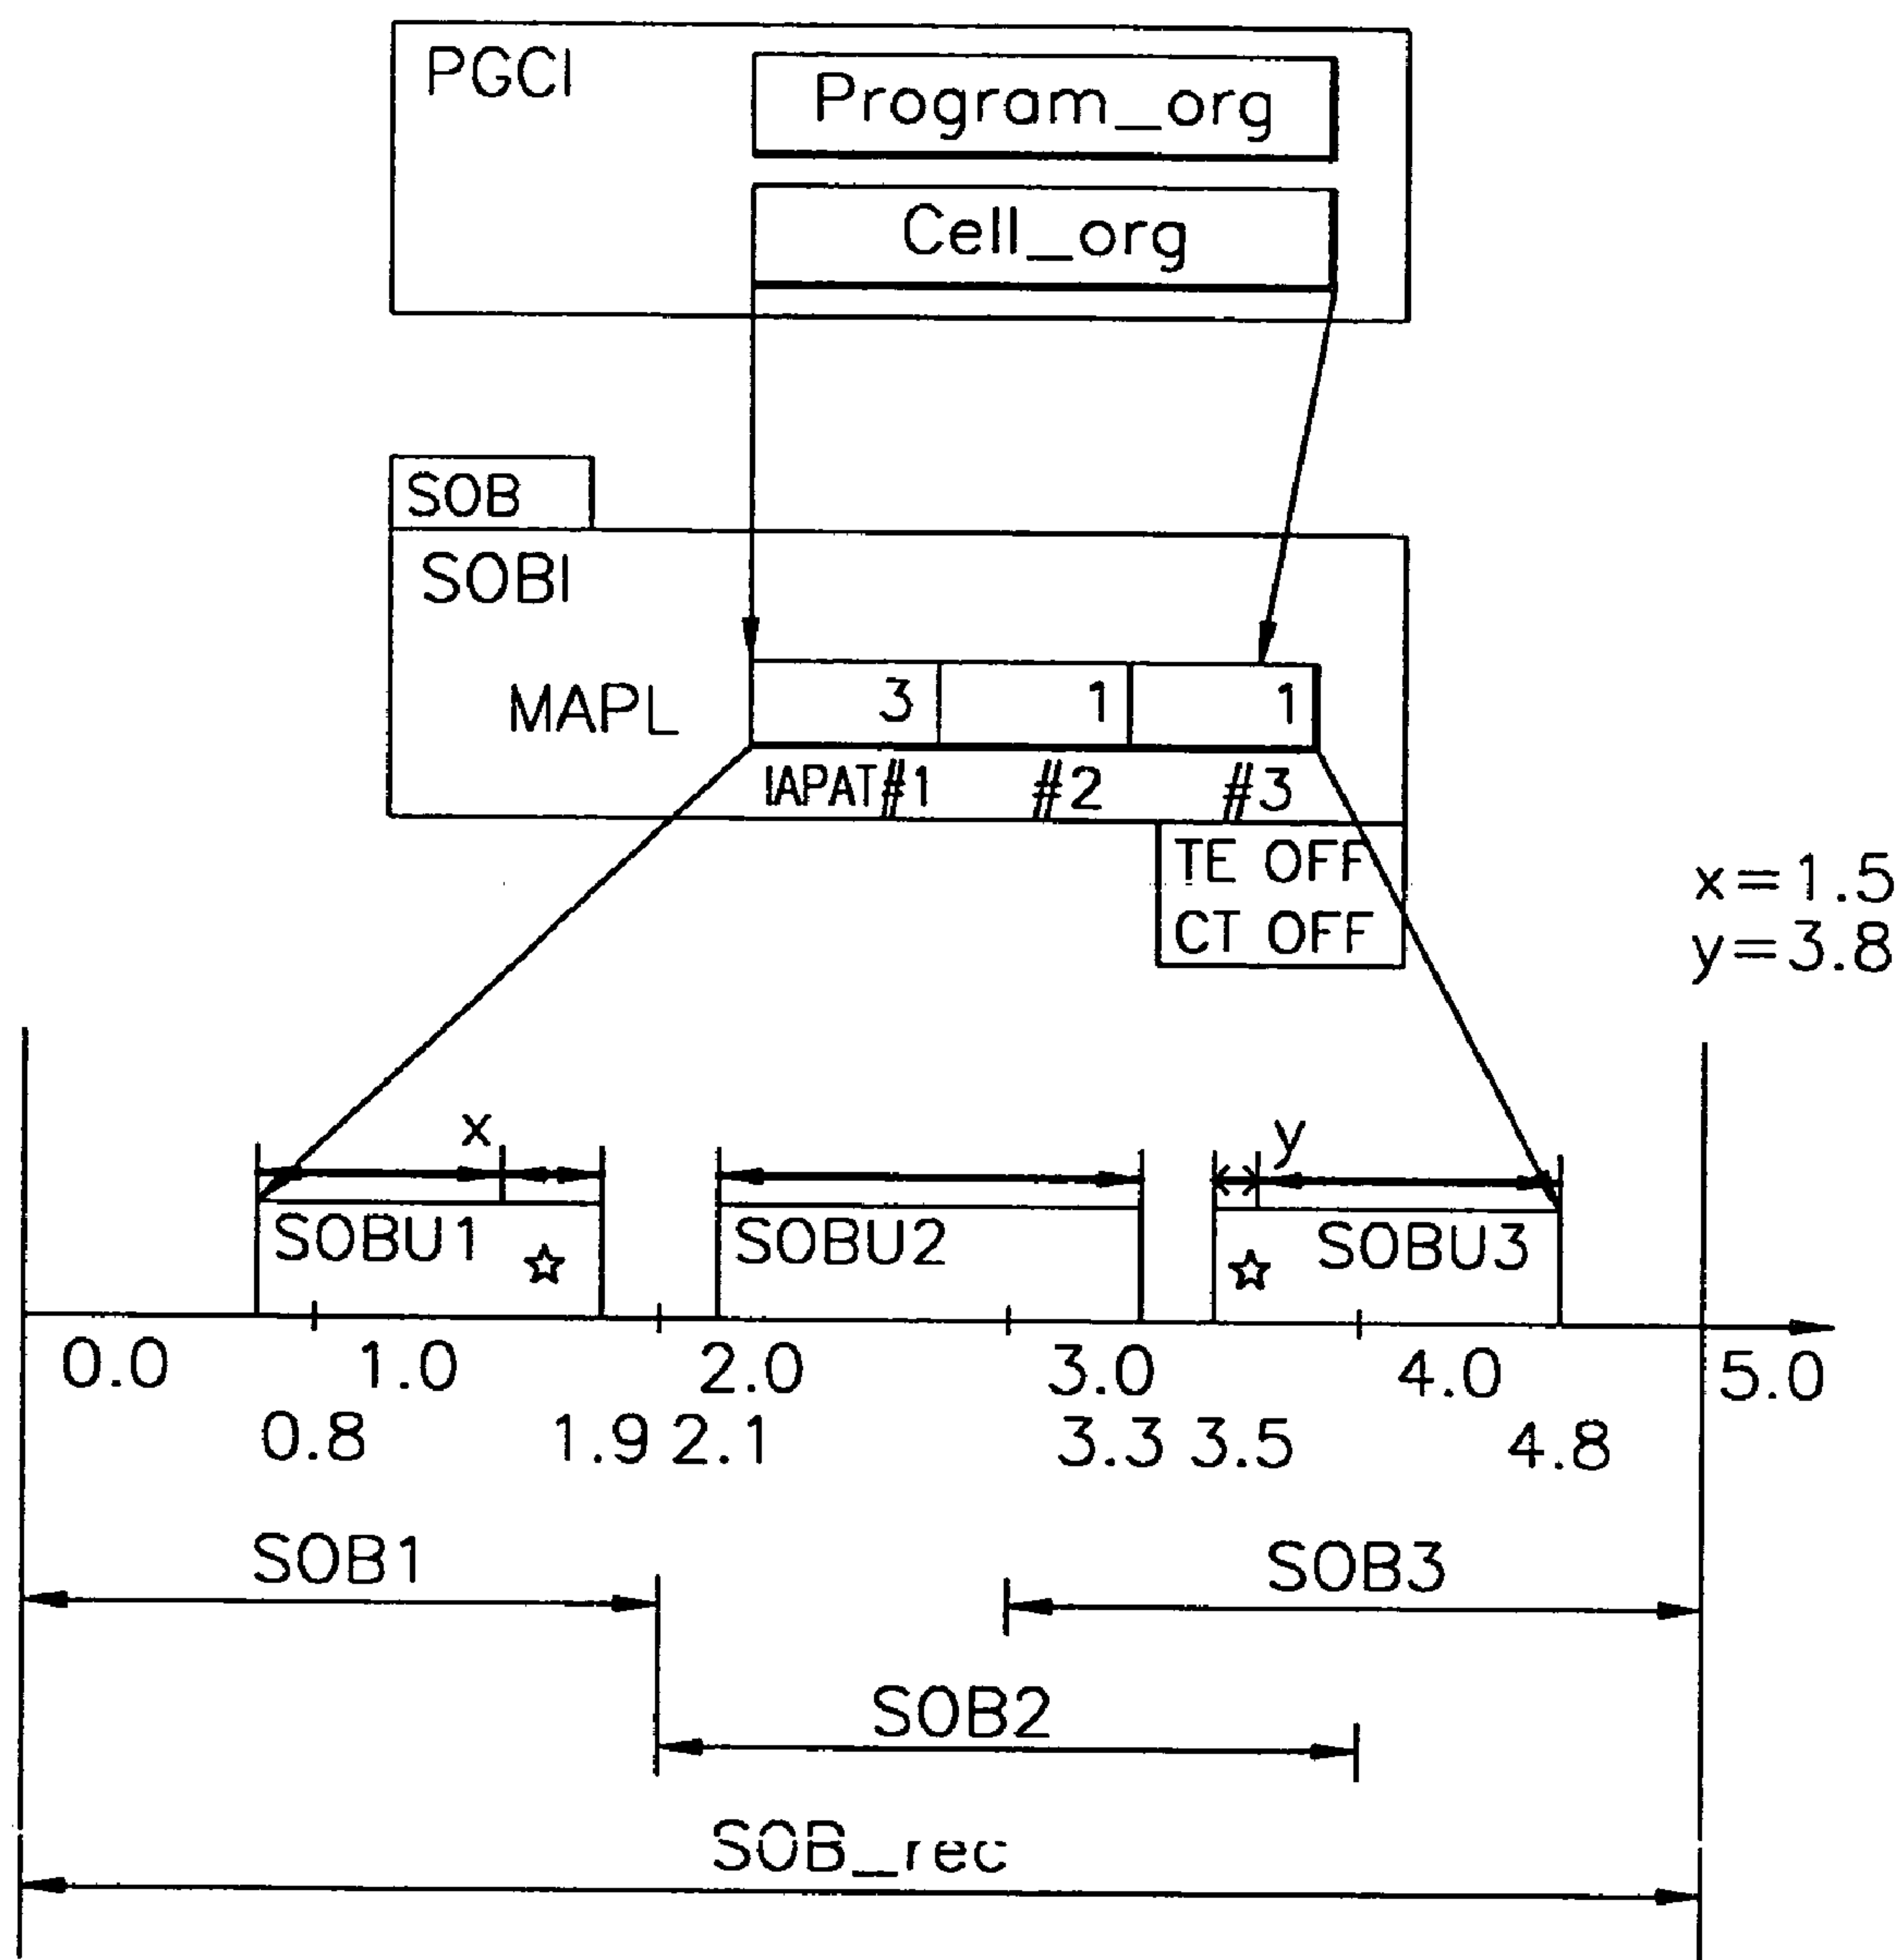 PGCI
Program_org
Cell_org
SOB
SOBI
MAPL
3 1 1
IAPAT#1 #2 #3
TE OFF
CT OFF
x=1.5
y=3.8
x y
SOBU1 ☆ SOBU2 ☆ SOBU3
0.0 1.0 2.0 3.0 4.0 5.0
0.8 1.9 2.1 3.3 3.5 4.8
SOB1 SOB3
SOB2
SOB_rec